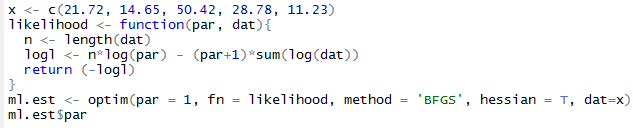 x <- c(21.72, 14.65, 50.42, 28.78, 11.23)
likelihood <- function(par, dat){
  n <- length(dat)
  logl <- n*log(par) - (par+1)*sum(log(dat))
  return (-logl)
}
ml.est <- optim(par = 1, fn = likelihood, method = 'BFGS', hessian = T, dat=x)
ml.est$par